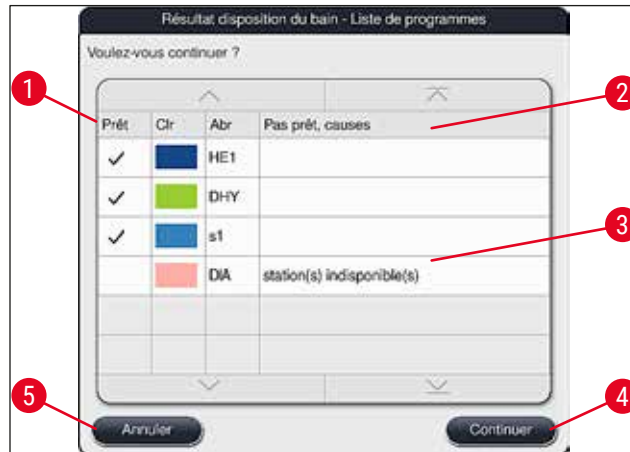 Résultat disposition du bain - Liste de programmes
Voulez-vous continuer ?
1
2
Prêt Clr Abr Pas prêt, causes
HE1
DHY
s1
3
DIA station(s) indisponible(s)
5
4
Annuler Continuer